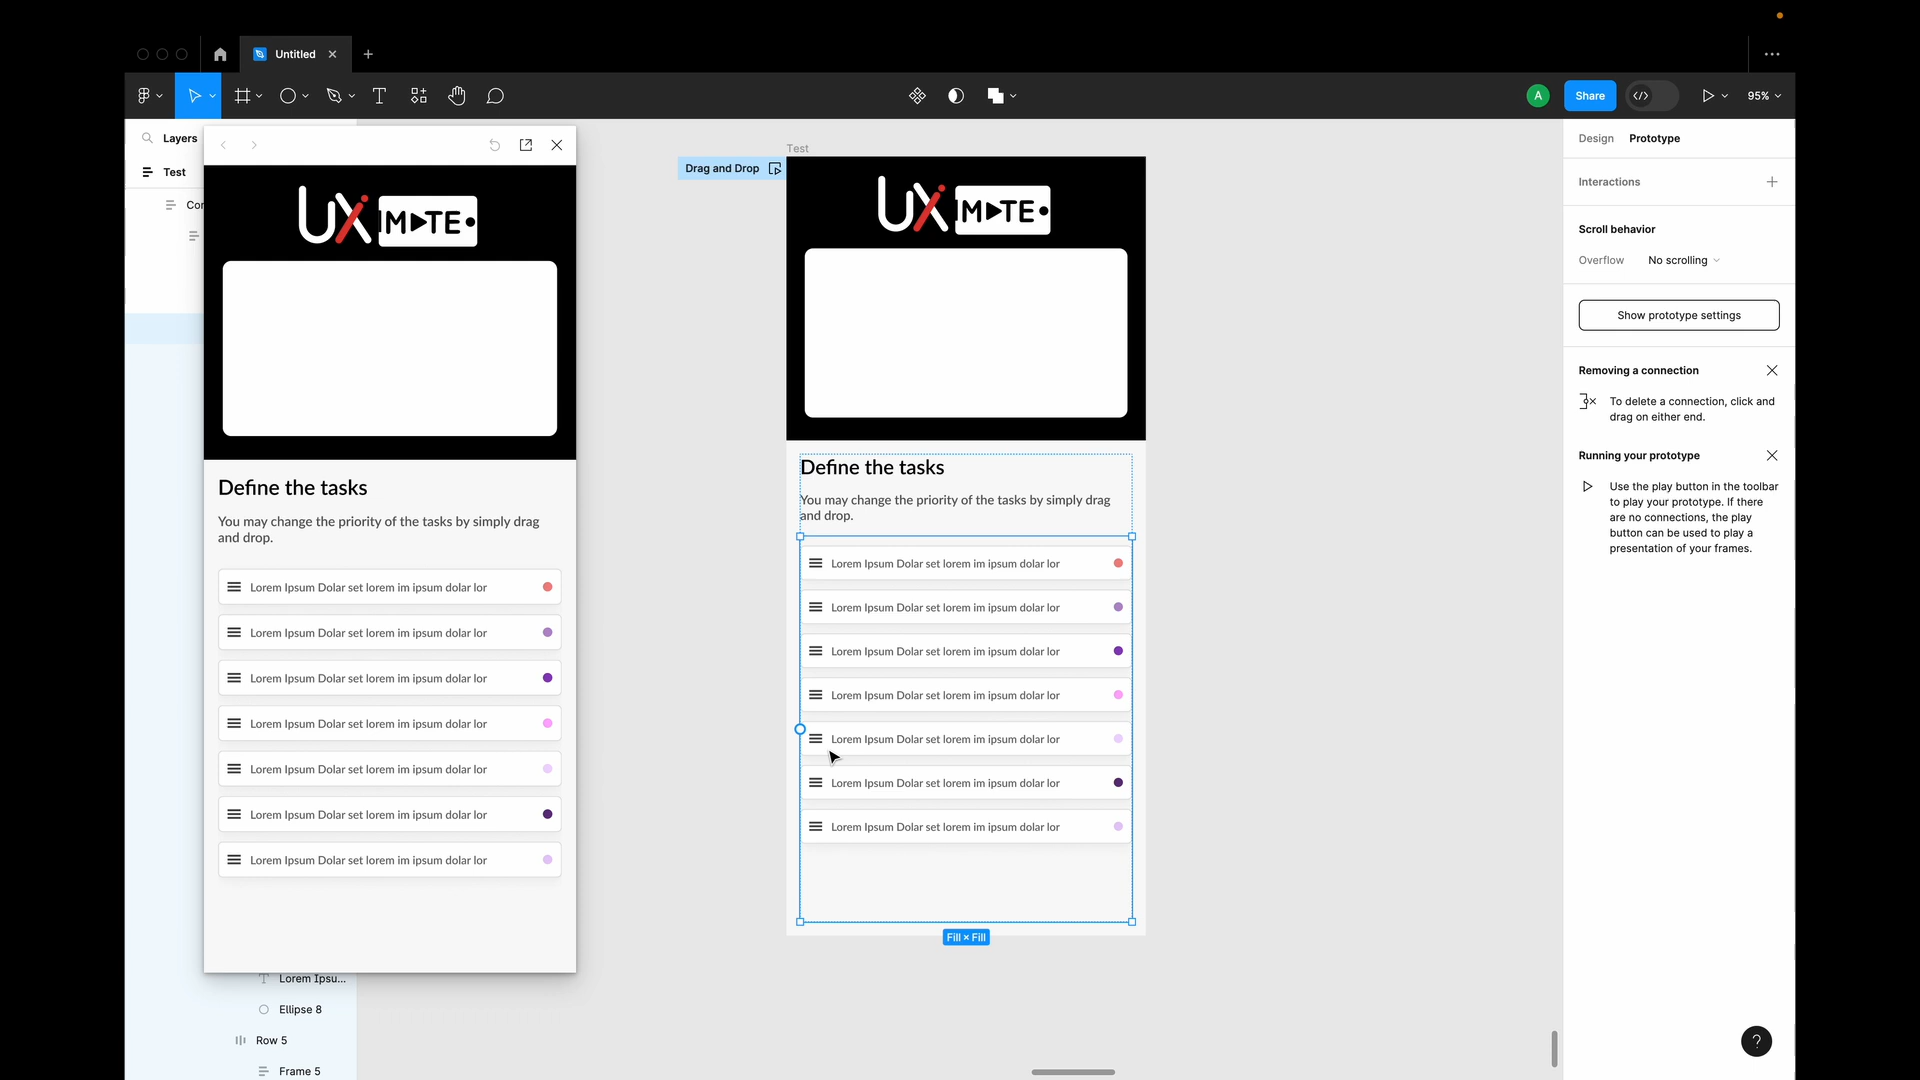 Untitled
A
Share
95%
Layers
Test
Cor
UX MATE
Define the tasks
You may change the priority of the tasks by simply drag
and drop.
Lorem Ipsum Dolar set lorem im ipsum dolar lor
Lorem Ipsum Dolar set lorem im ipsum dolar lor
Lorem Ipsum Dolar set lorem im ipsum dolar lor
Lorem Ipsum Dolar set lorem im ipsum dolar lor
Lorem Ipsum Dolar set lorem im ipsum dolar lor
Lorem Ipsum Dolar set lorem im ipsum dolar lor
Lorem Ipsum Dolar set lorem im ipsum dolar lor
Lorem Ipsu...
Ellipse 8
Row 5
Frame 5
Test
Drag and Drop
UX MATE
Define the tasks
You may change the priority of the tasks by simply drag
and drop.
Lorem Ipsum Dolar set lorem im ipsum dolar lor
Lorem Ipsum Dolar set lorem im ipsum dolar lor
Lorem Ipsum Dolar set lorem im ipsum dolar lor
Lorem Ipsum Dolar set lorem im ipsum dolar lor
Lorem Ipsum Dolar set lorem im ipsum dolar lor
Lorem Ipsum Dolar set lorem im ipsum dolar lor
Lorem Ipsum Dolar set lorem im ipsum dolar lor
Fill × Fill
Design Prototype
Interactions
Scroll behavior
Overflow No scrolling
Show prototype settings
Removing a connection
To delete a connection, click and
drag on either end.
Running your prototype
Use the play button in the toolbar
to play your prototype. If there
are no connections, the play
button can be used to play a
presentation of your frames.
?